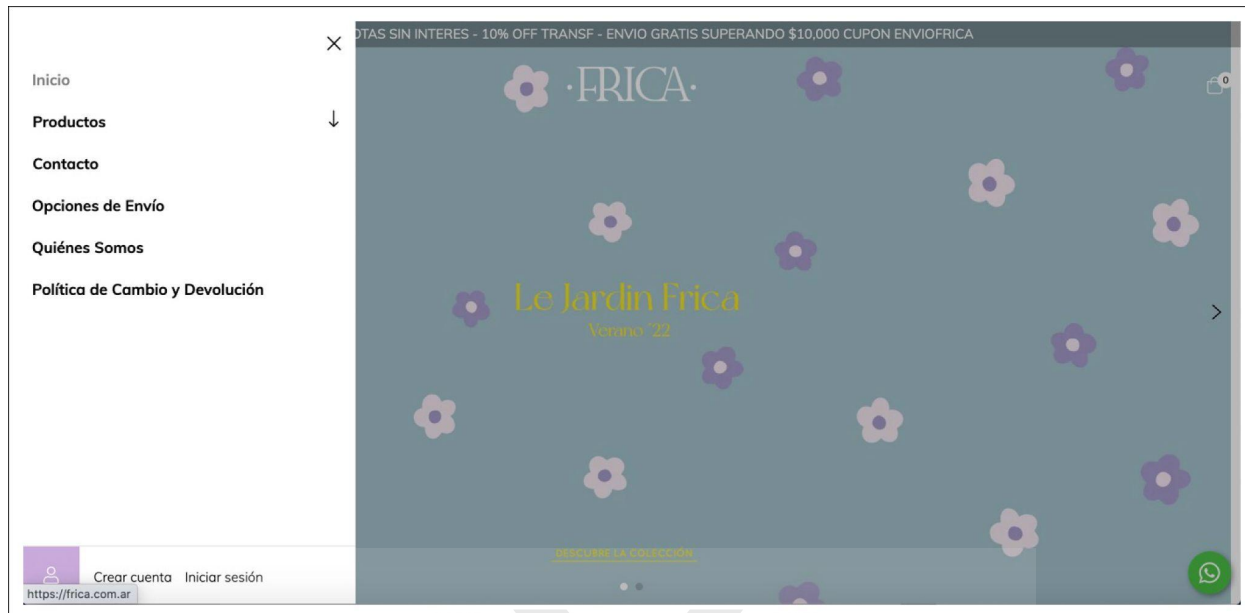 OTAS SIN INTERES - 10% OFF TRANSF - ENVIO GRATIS SUPERANDO $10,000 CUPON ENVIOFRICA
Inicio
·FRICA·
0
Productos
Contacto
Opciones de Envío
Quiénes Somos
Política de Cambio y Devolución
Le Jardin Frica
Verano '22
DESCUBRE LA COLECCIÓN
Crear cuenta Iniciar sesión
https://frica.com.ar